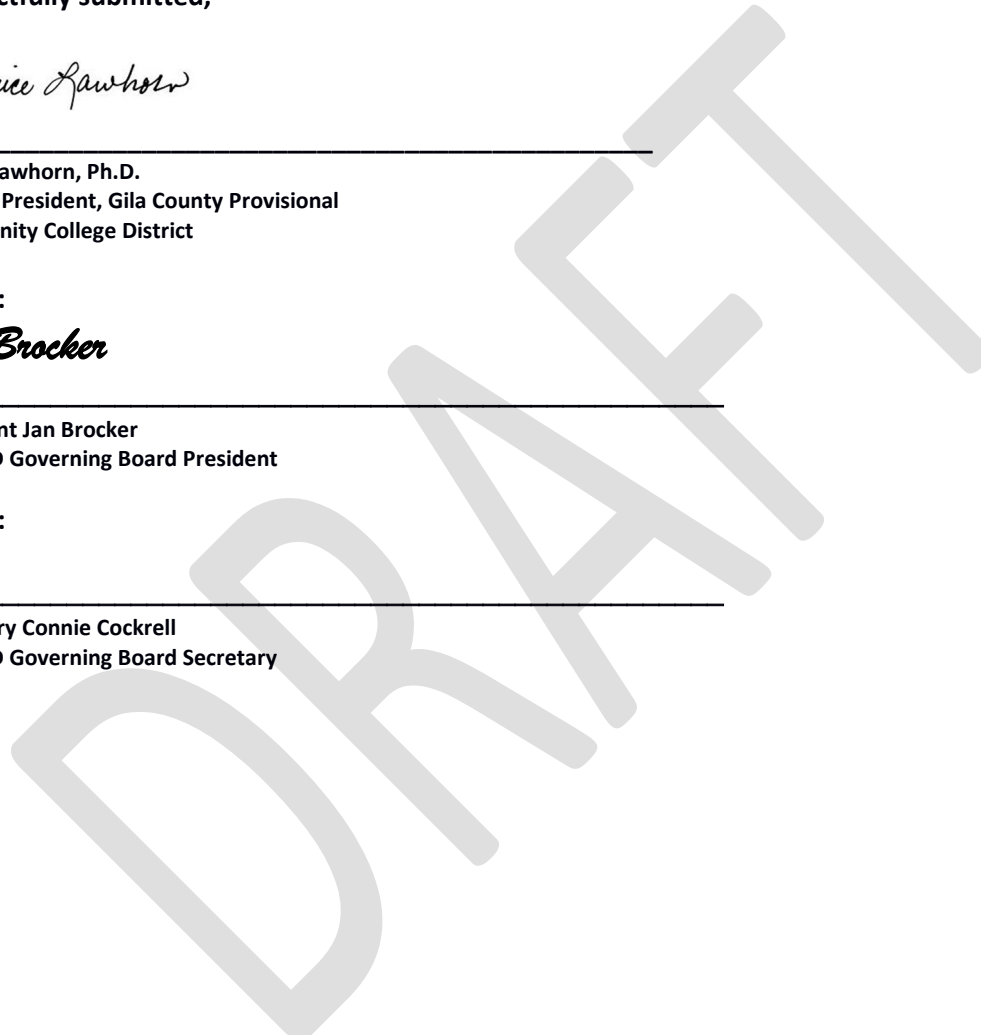 ctfully submitted,
ice Lawhorn
awhorn, Ph.D.
President, Gila County Provisional
nity College District
:
Brocker
nt Jan Brocker
D Governing Board President
:
ry Connie Cockrell
D Governing Board Secretary
DRAFT